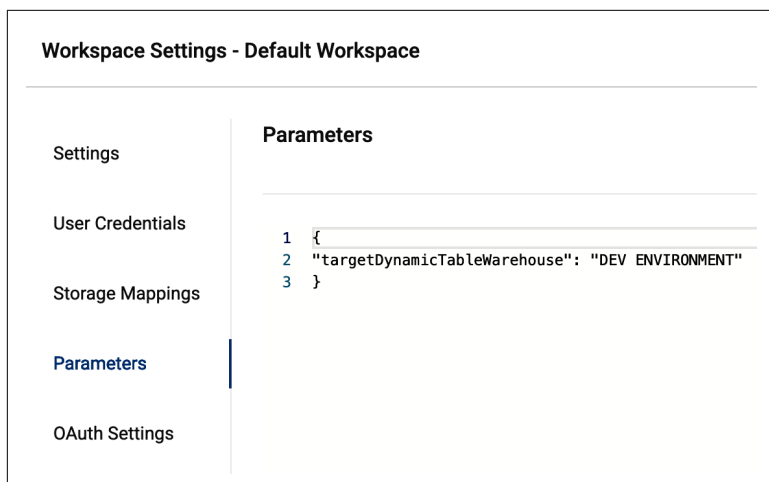 Workspace Settings - Default Workspace
Settings
User Credentials
Storage Mappings
Parameters
OAuth Settings
Parameters
1 {
2 "targetDynamicTableWarehouse": "DEV ENVIRONMENT"
3 }